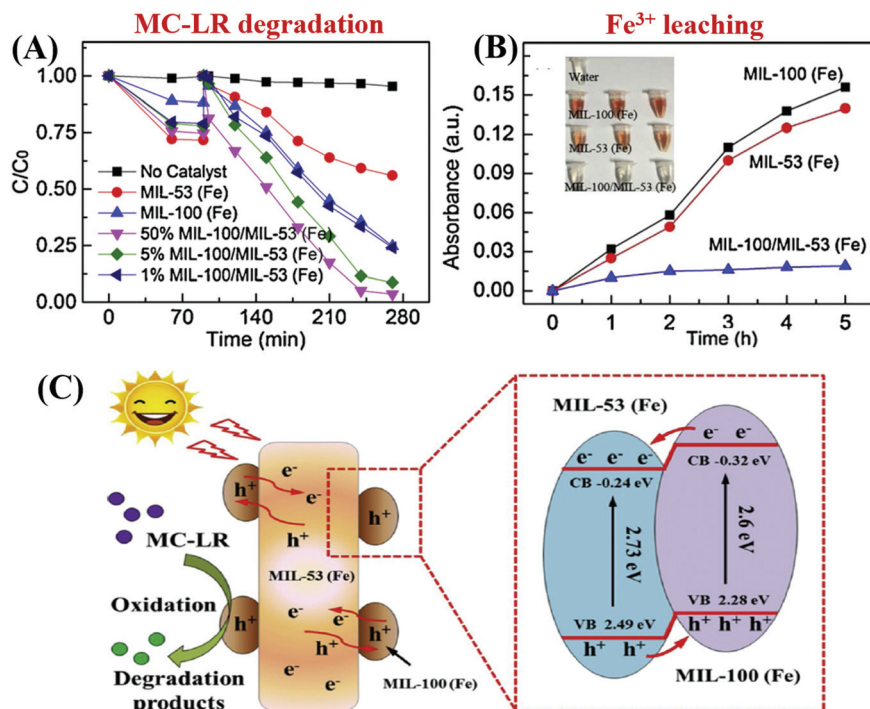 (A)
MC-LR degradation
C/C₀
1.00
0.75
0.50
0.25
0.00
No Catalyst
MIL-53 (Fe)
MIL-100 (Fe)
50% MIL-100/MIL-53 (Fe)
5% MIL-100/MIL-53 (Fe)
1% MIL-100/MIL-53 (Fe)
0 70 140 210 280
Time (min)
(B)
Fe³⁺ leaching
Absorbance (a.u.)
0.15
0.12
0.09
0.06
0.03
0.00
Water
MIL-100 (Fe)
MIL-53 (Fe)
MIL-100/MIL-53 (Fe)
MIL-100 (Fe)
MIL-53 (Fe)
MIL-100/MIL-53 (Fe)
0 1 2 3 4 5
Time (h)
(C)
MC-LR
Oxidation
Degradation
products
h⁺
e⁻
e⁻
h⁺
h⁺
MIL-53 (Fe)
h⁺
e⁻
e⁻
h⁺
h⁺
e⁻
e⁻
MIL-100 (Fe)
MIL-53 (Fe)
e⁻ e⁻
e⁻ e⁻ e⁻
CB -0.32 eV
CB -0.24 eV
2.73 eV
2.6 eV
VB 2.28 eV
VB 2.49 eV
h⁺ h⁺ h⁺
h⁺ h⁺
MIL-100 (Fe)